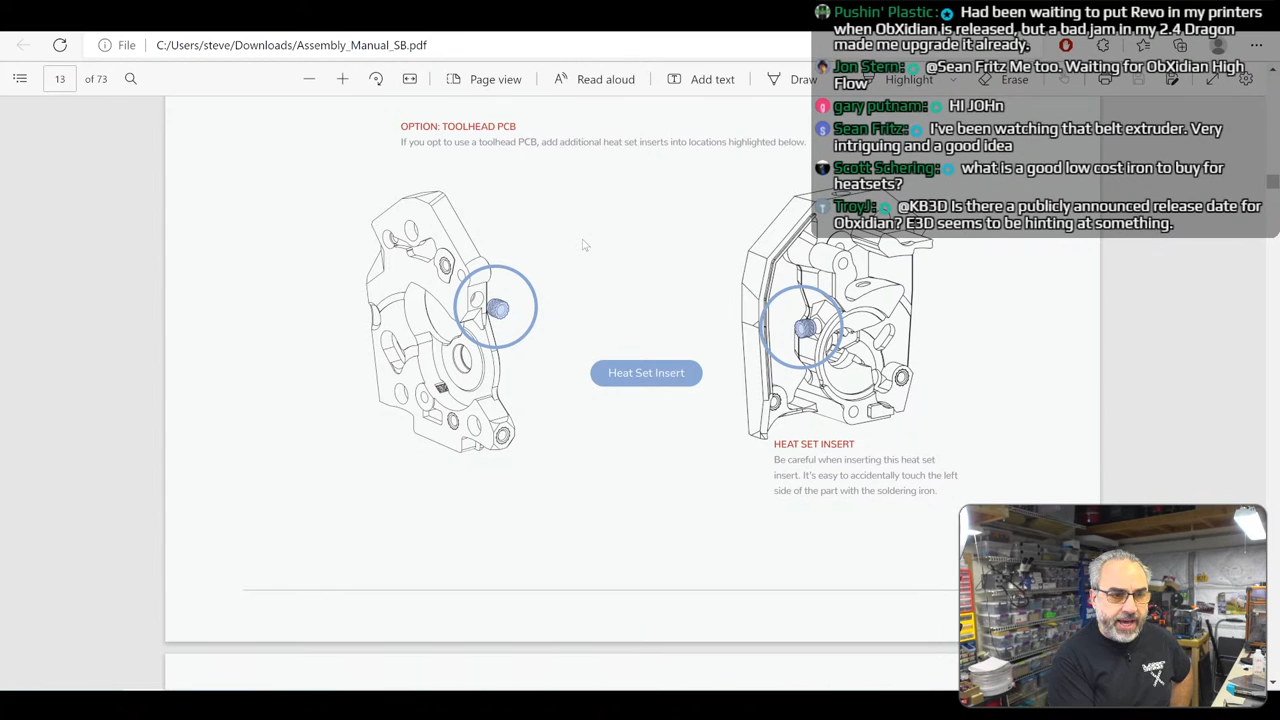 File
C:/Users/steve/Downloads/Assembly_Manual_SB.pdf
13
of 73
Page view
Read aloud
Add text
Draw
Highlight
Erase
Pushin' Plastic: Had been waiting to put Revo in my printers
when ObXidian is released, but a bad jam in my 2.4 Dragon
made me upgrade it already.
Jon Stern: @Sean Fritz Me too. Waiting for ObXidian High
Flow
gary putnam: HI JOHn
Sean Fritz: I've been watching that belt extruder. Very
intriguing and a good idea
Scott Schering: what is a good low cost iron to buy for
heatsets?
TroyJ: @KB3D Is there a publicly announced release date for
Obxidian? E3D seems to be hinting at something.
OPTION: TOOLHEAD PCB
If you opt to use a toolhead PCB, add additional heat set inserts into locations highlighted below.
Heat Set Insert
HEAT SET INSERT
Be careful when inserting this heat set
insert. It's easy to accidentally touch the left
side of the part with the soldering iron.